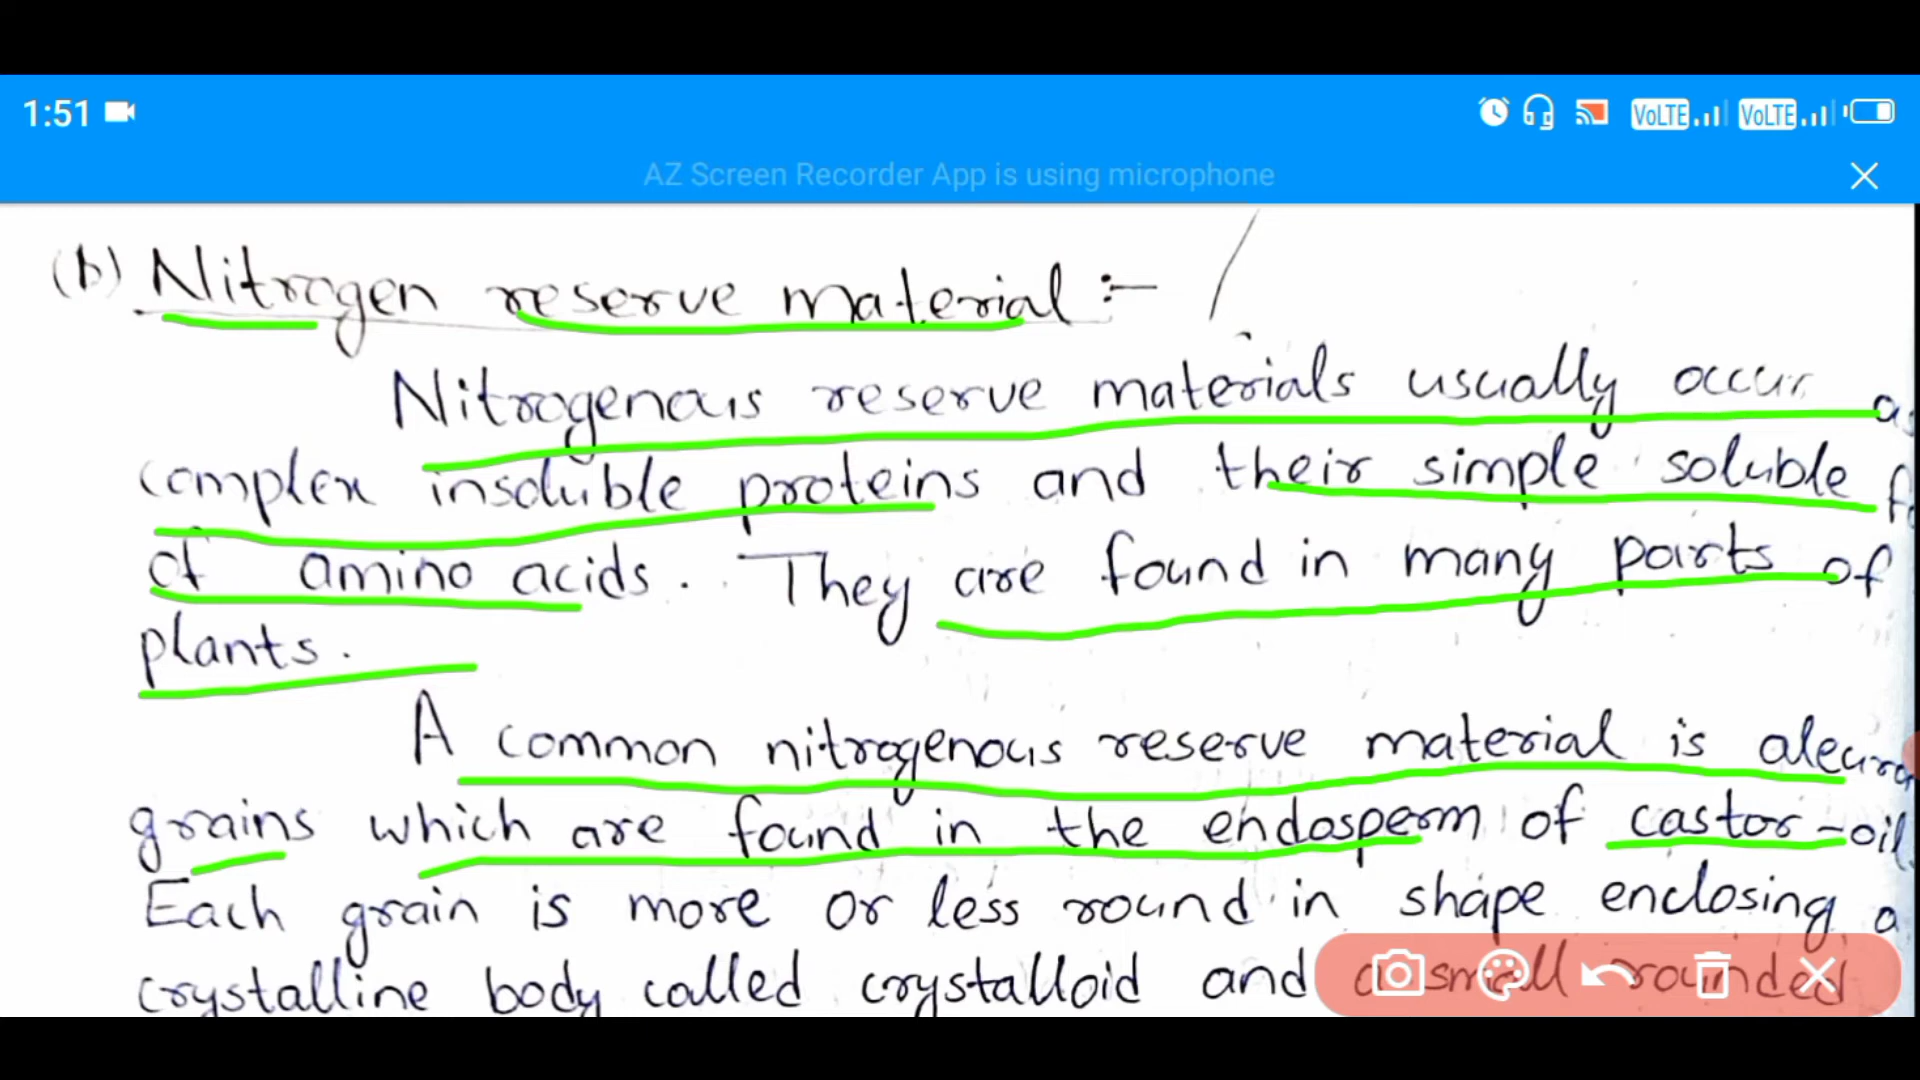 1:51
VoLTE VoLTE
AZ Screen Recorder App is using microphone
(b) Nitrogen reserve material :-
Nitrogenous reserve materials usually occur as
complex insoluble proteins and their simple soluble
of amino acids. They are found in many parts of
plants.
A common nitrogenous reserve material is
grains which are found in the endosperm of castor-oil
Each grain is more or less round in shape enclosing a
crystalline body called crystalloid and a small rounded